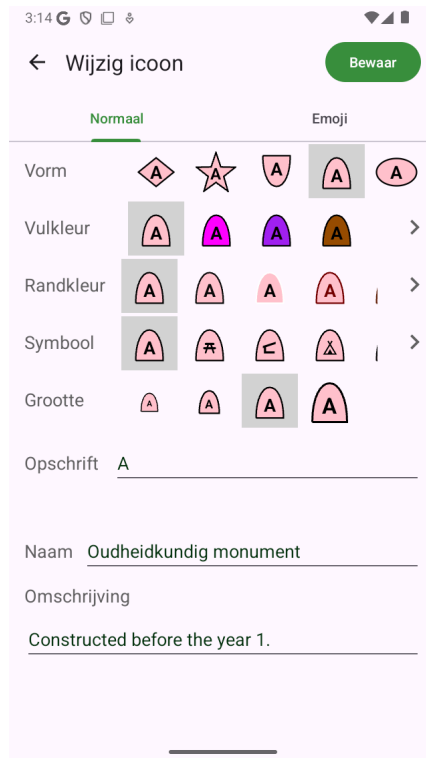 3:14
Wijzig icoon
Bewaar
Normaal
Emoji
Vorm
A A A A A
Vulkleur
A A A A
Randkleur
A A A A
Symbool
A
Grootte
A A A A
Opschrift A
Naam Oudheidkundig monument
Omschrijving
Constructed before the year 1.